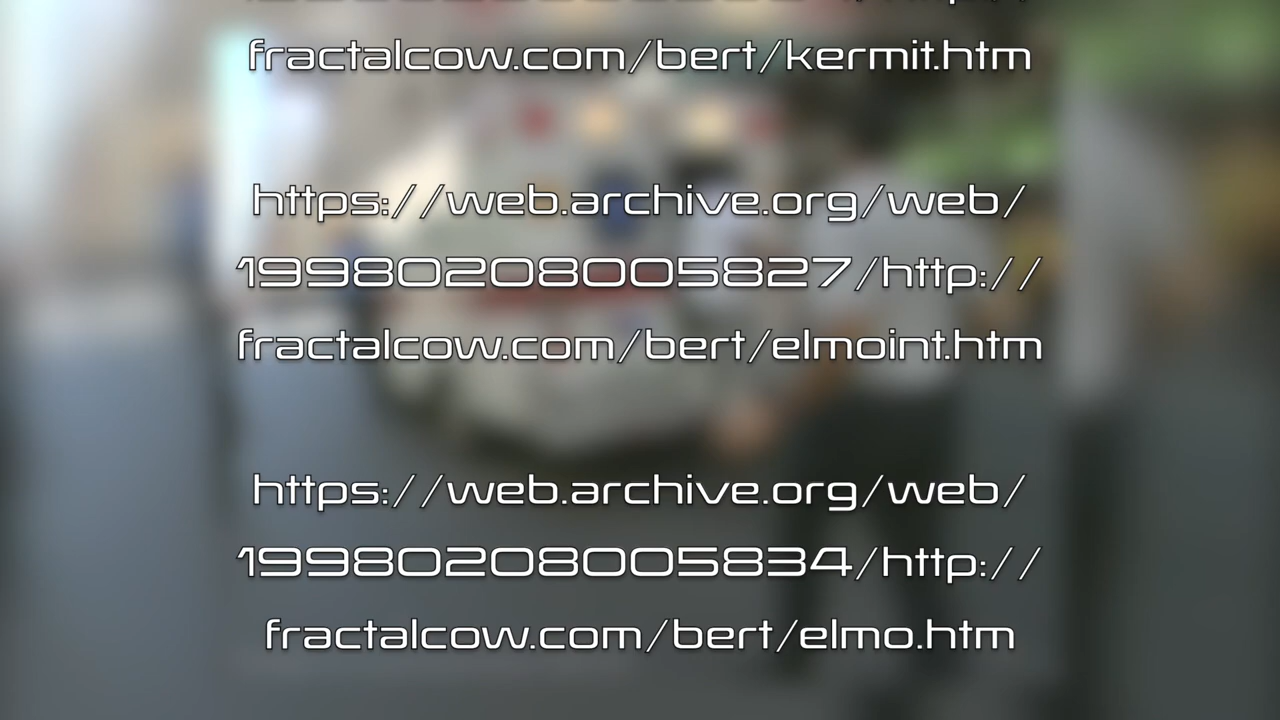 fractalcow.com/bert/kermit.htm
https://web.archive.org/web/
19980208005827/http://
fractalcow.com/bert/elmoint.htm
https://web.archive.org/web/
19980208005834/http://
fractalcow.com/bert/elmo.htm